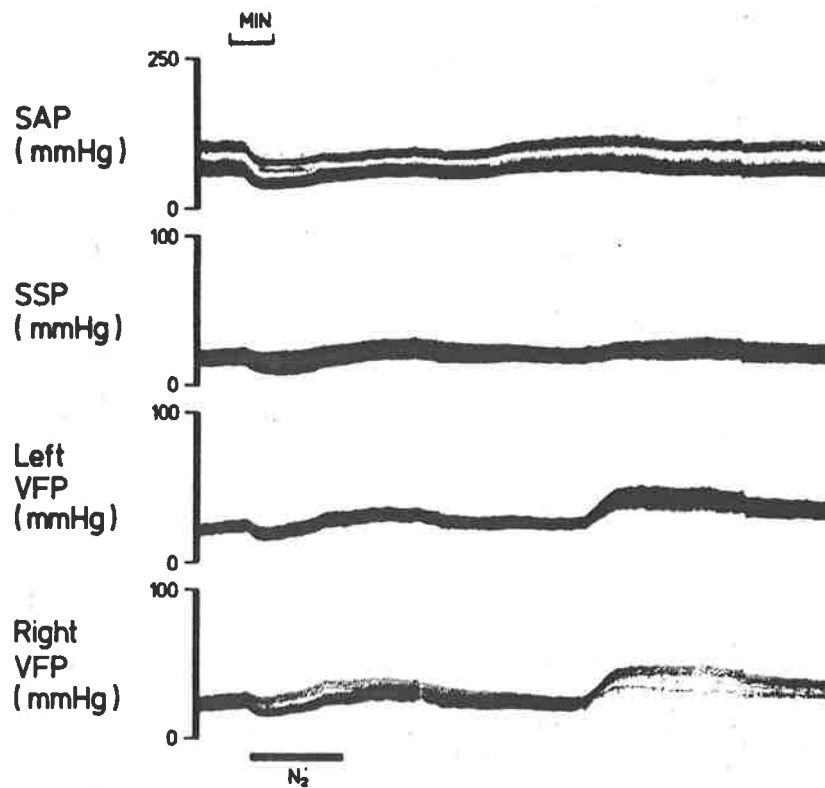 MIN
250
SAP
(mmHg)
0
100
SSP
(mmHg)
0
100
Left
VFP
(mmHg)
0
100
Right
VFP
(mmHg)
0
N2